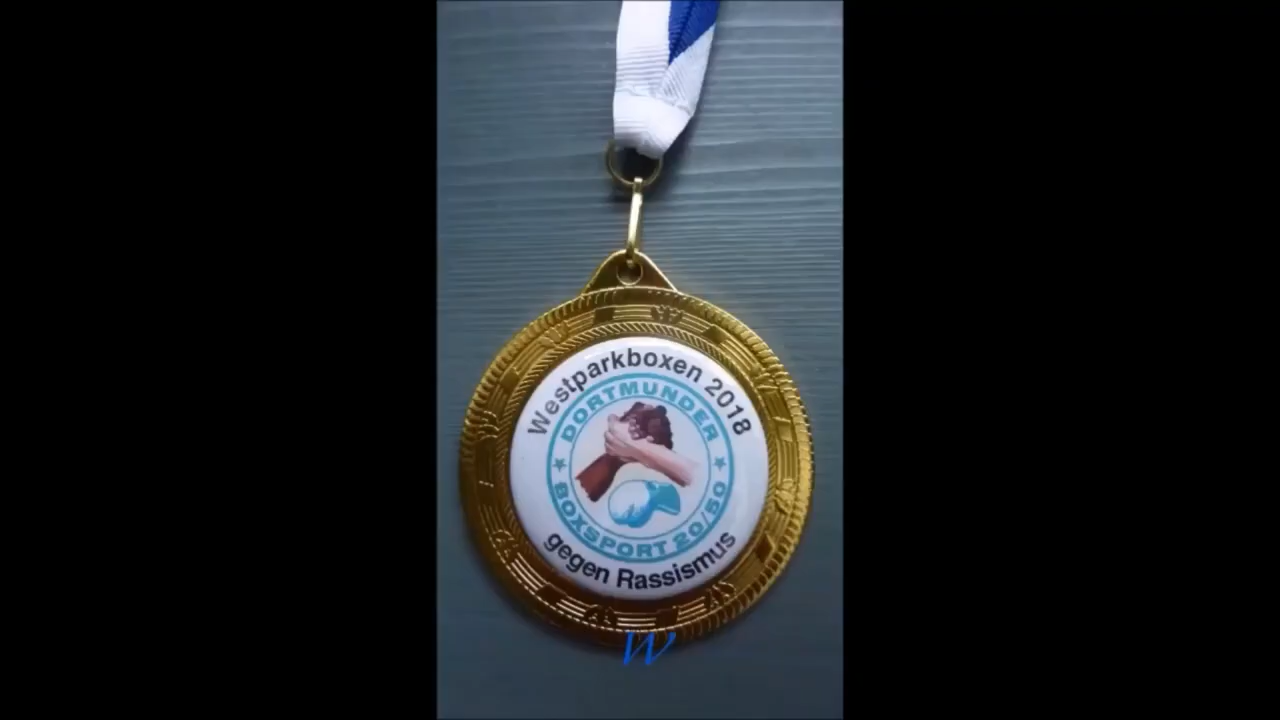 Westparkboxen 2018
DORTMUNDER
BOXSPORT 20/50
gegen Rassismus
W